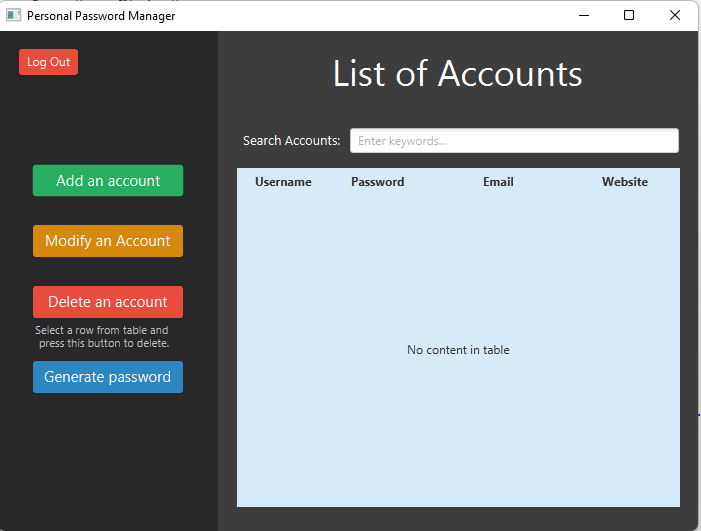 Personal Password Manager
Log Out
List of Accounts
Search Accounts:
Enter keywords...
Add an account
Modify an Account
Delete an account
Select a row from table and
press this button to delete.
Generate password
Username Password Email Website
No content in table